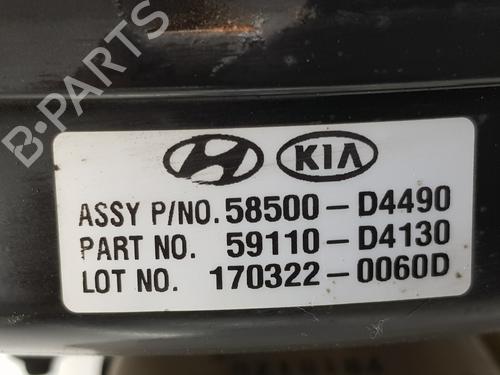 B-PARTS
KIA
ASSY P/NO. 58500-D4490
PART NO. 59110-D4130
LOT NO. 170322-0060D